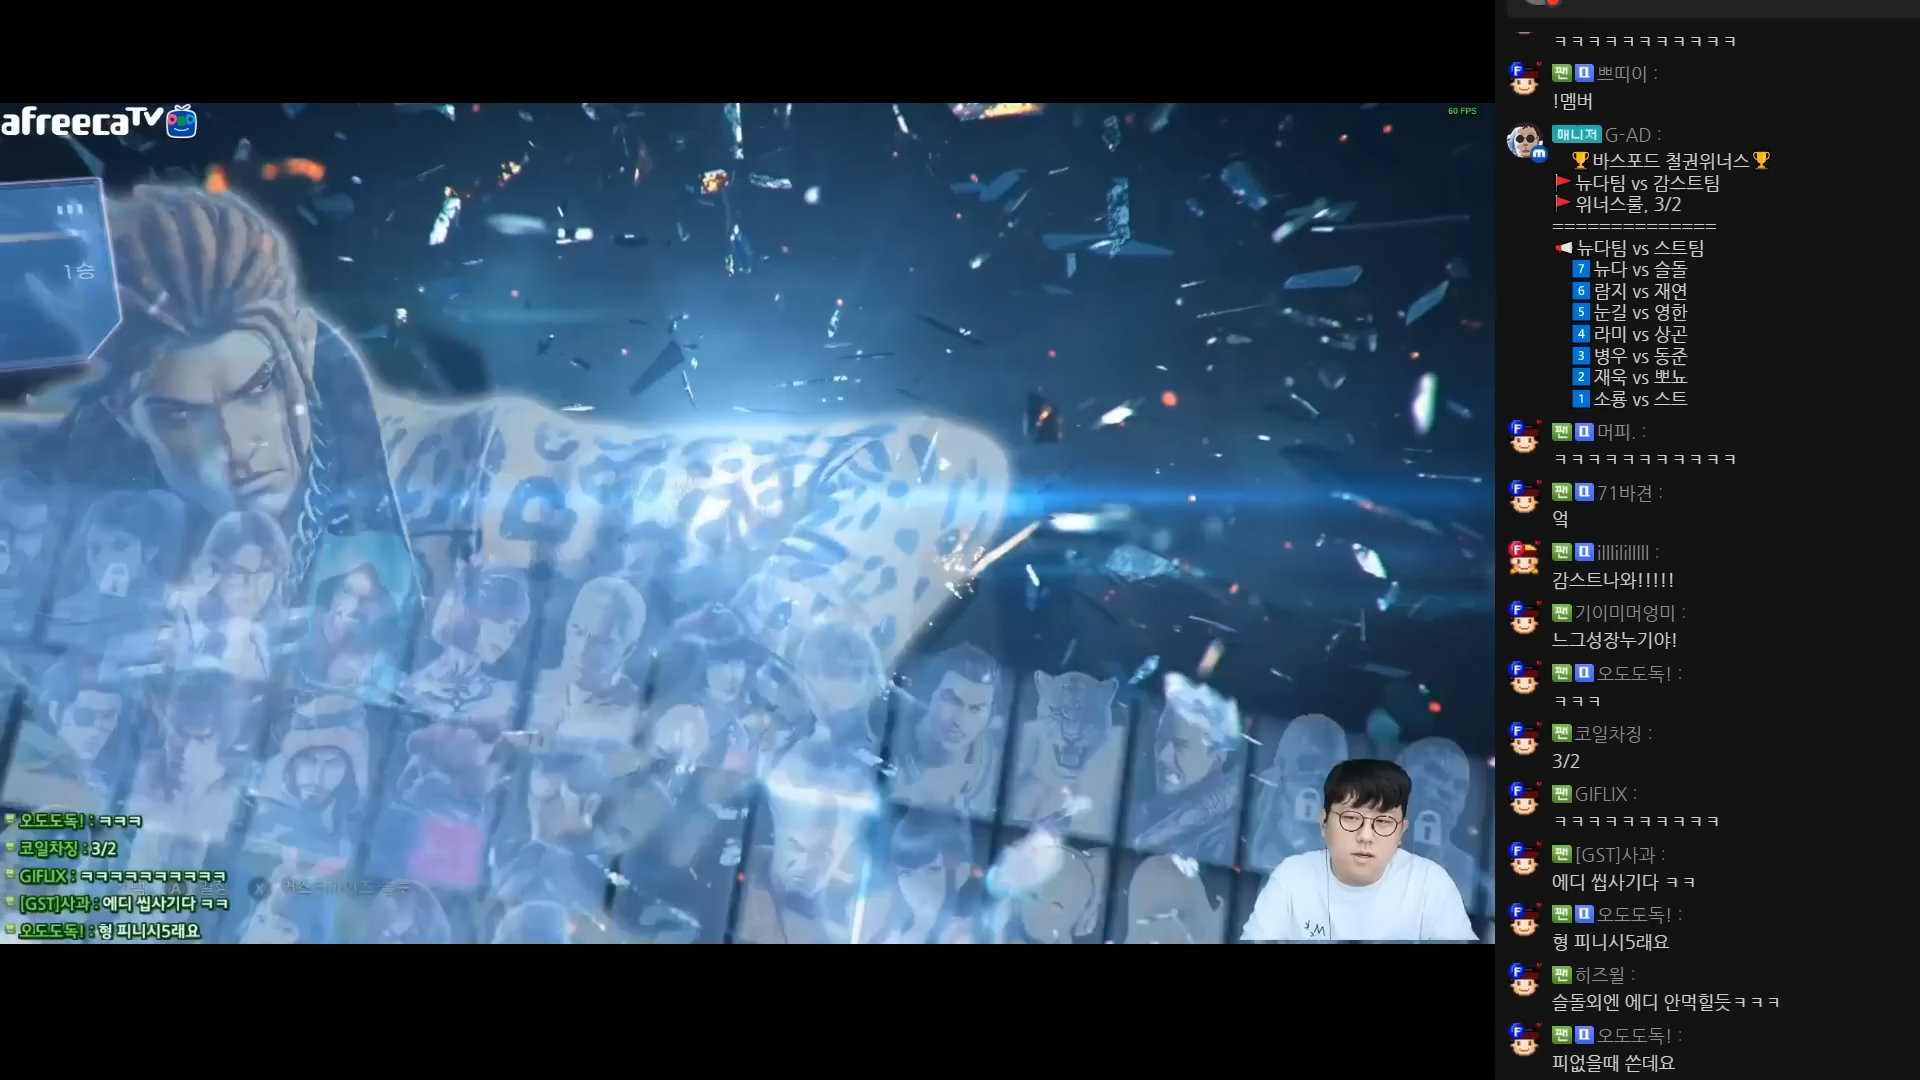 afreecaTV
60 FPS
1승
오도도독! : ㅋㅋㅋ
코일차징 : 3/2
GIFLIX : ㅋㅋㅋㅋㅋㅋㅋㅋㅋㅋ
[GST]사과 : 에디 씹사기다 ㅋㅋ
오도도독! : 형 피니시5래요
ㅋㅋㅋㅋㅋㅋㅋㅋㅋㅋㅋ
팬 쁘띠이 :
!멤버
매니저 G-AD :
🏆바스포드 철권위너스🏆
🚩뉴다팀 vs 감스트팀
🚩위너스룰, 3/2
==============
📢뉴다팀 vs 스트팀
7 뉴다 vs 슬돌
6 람지 vs 재연
5 눈길 vs 영한
4 라미 vs 상곤
3 병우 vs 동준
2 재욱 vs 뽀뇨
1 소룡 vs 스트
팬 머피. :
ㅋㅋㅋㅋㅋㅋㅋㅋㅋㅋㅋ
팬 71바견 :
엌
팬 illlilillll :
감스트나와!!!!!
팬 기이미머엉미 :
느그성장누기야!
팬 오도도독! :
ㅋㅋㅋ
팬 코일차징 :
3/2
팬 GIFLIX :
ㅋㅋㅋㅋㅋㅋㅋㅋㅋㅋ
팬 [GST]사과 :
에디 씹사기다 ㅋㅋ
팬 오도도독! :
형 피니시5래요
팬 히즈윌 :
슬돌외엔 에디 안먹힐듯ㅋㅋㅋ
팬 오도도독! :
피없을때 쓴데요